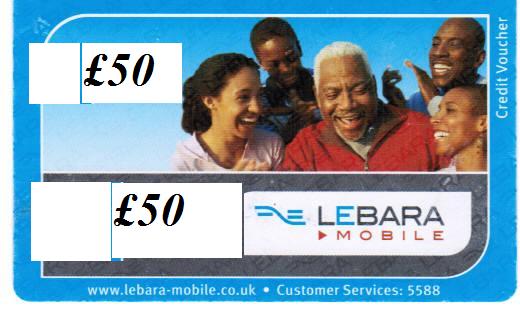 £50
Credit Voucher
£50
LEBARA
MOBILE
www.lebara-mobile.co.uk • Customer Services: 5588